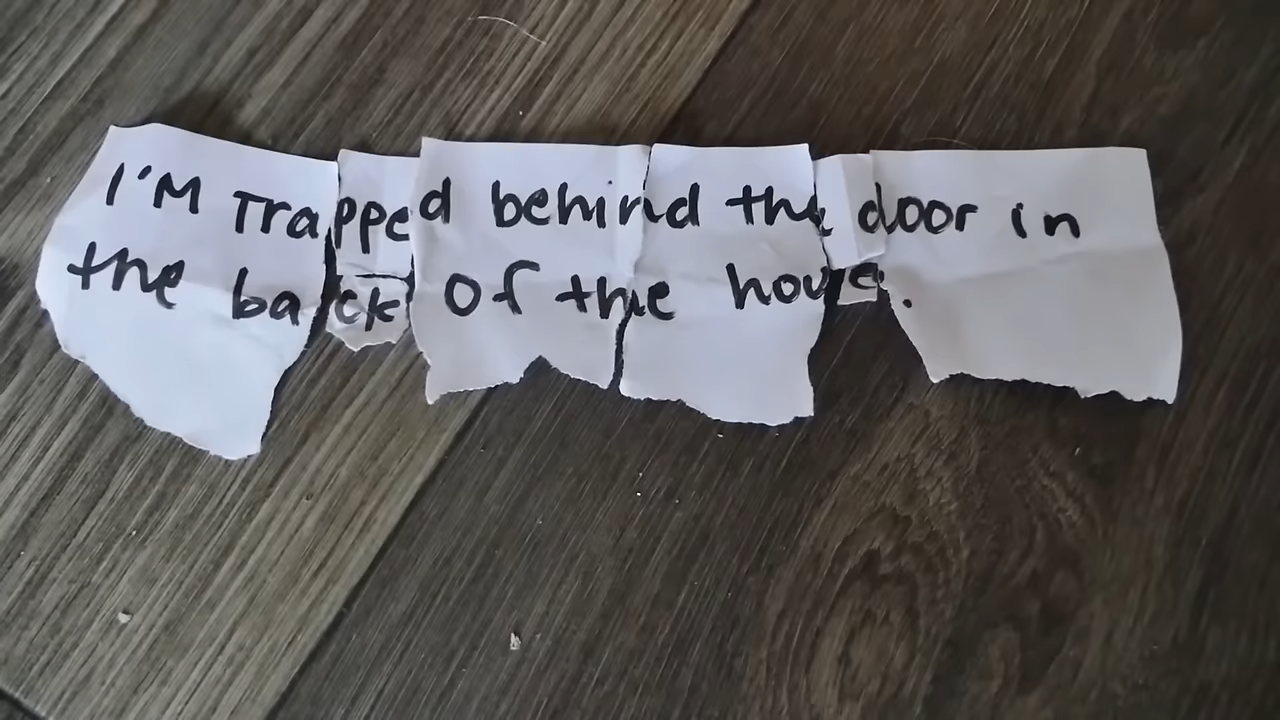 I'M Trapped behind the door in
the back of the house.